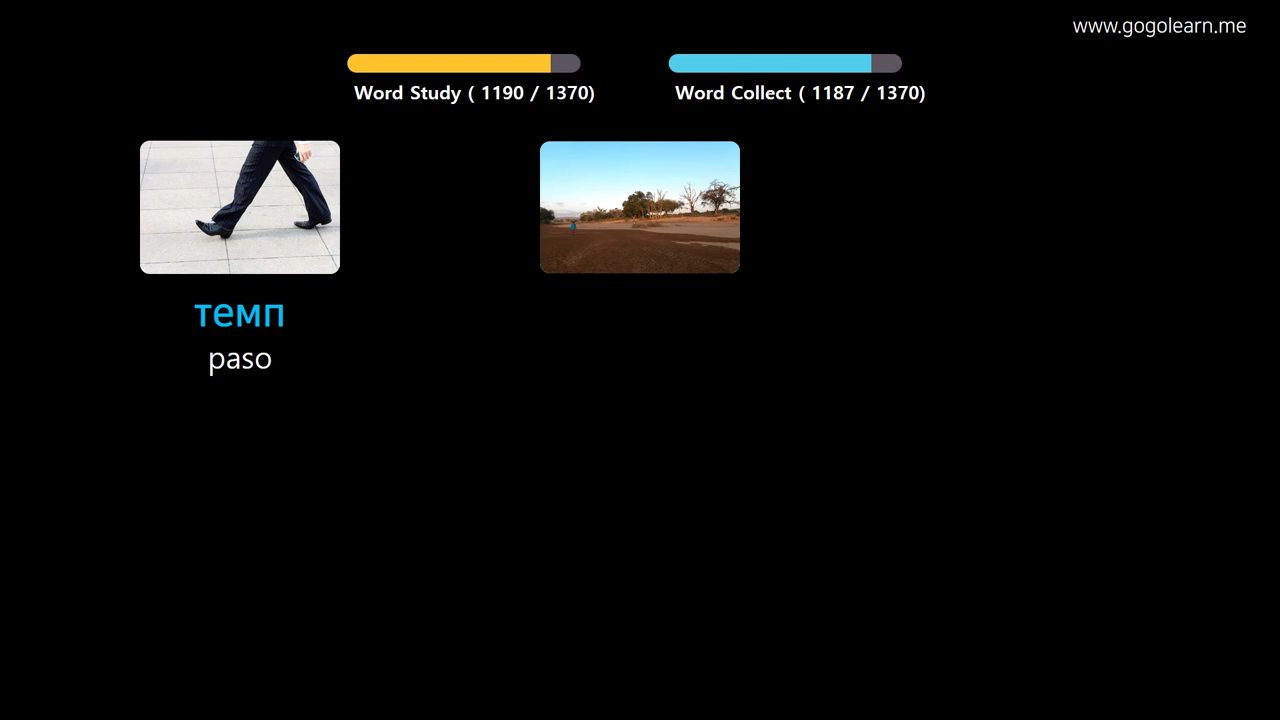 www.gogolearn.me
Word Study ( 1190 / 1370)
Word Collect ( 1187 / 1370)
темп
paso